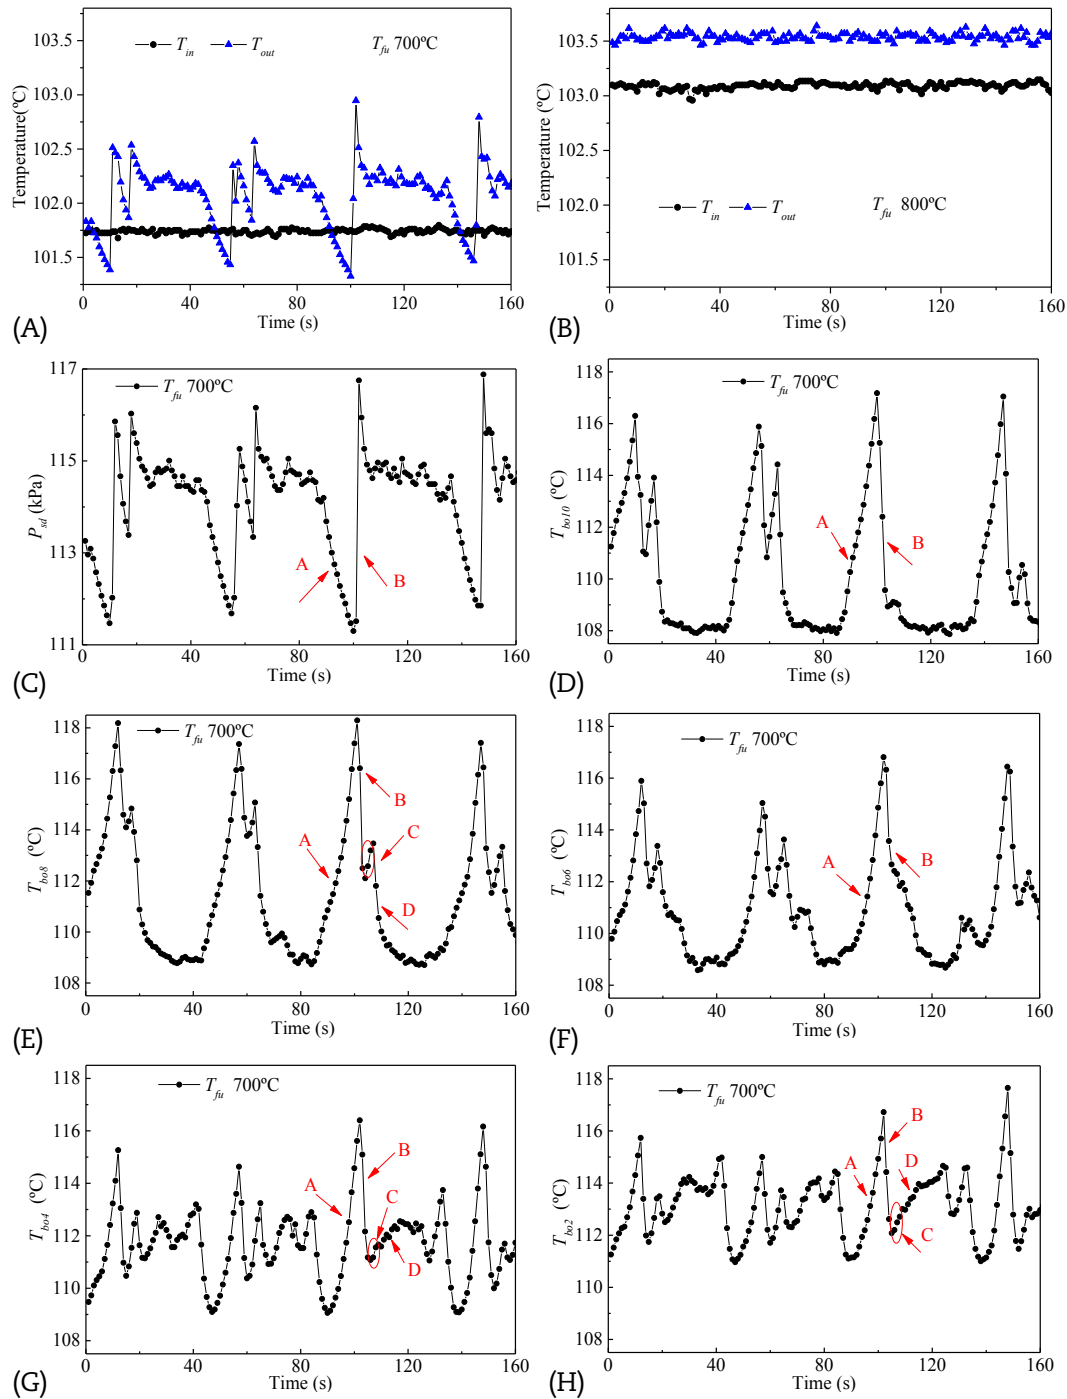 103.5
103.0
102.5
102.0
101.5
Temperature(ºC)
T_in T_out T_fu 700ºC
0 40 80 120 160
Time (s)
(A)
103.5
103.0
102.5
102.0
101.5
Temperature (ºC)
T_in T_out T_fu 800ºC
0 40 80 120 160
Time (s)
(B)
117
115
113
111
P_sd (kPa)
T_fu 700ºC
A
B
0 40 80 120 160
Time (s)
(C)
118
116
114
112
110
108
T_bo10 (ºC)
T_fu 700ºC
A
B
0 40 80 120 160
Time (s)
(D)
118
116
114
112
110
108
T_bo8 (ºC)
T_fu 700ºC
B
C
A
D
0 40 80 120 160
Time (s)
(E)
118
116
114
112
110
108
T_bo6 (ºC)
T_fu 700ºC
A
B
0 40 80 120 160
Time (s)
(F)
118
116
114
112
110
108
T_bo4 (ºC)
T_fu 700ºC
B
A
C
D
0 40 80 120 160
Time (s)
(G)
118
116
114
112
110
108
T_bo2 (ºC)
T_fu 700ºC
B
A
D
C
0 40 80 120 160
Time (s)
(H)